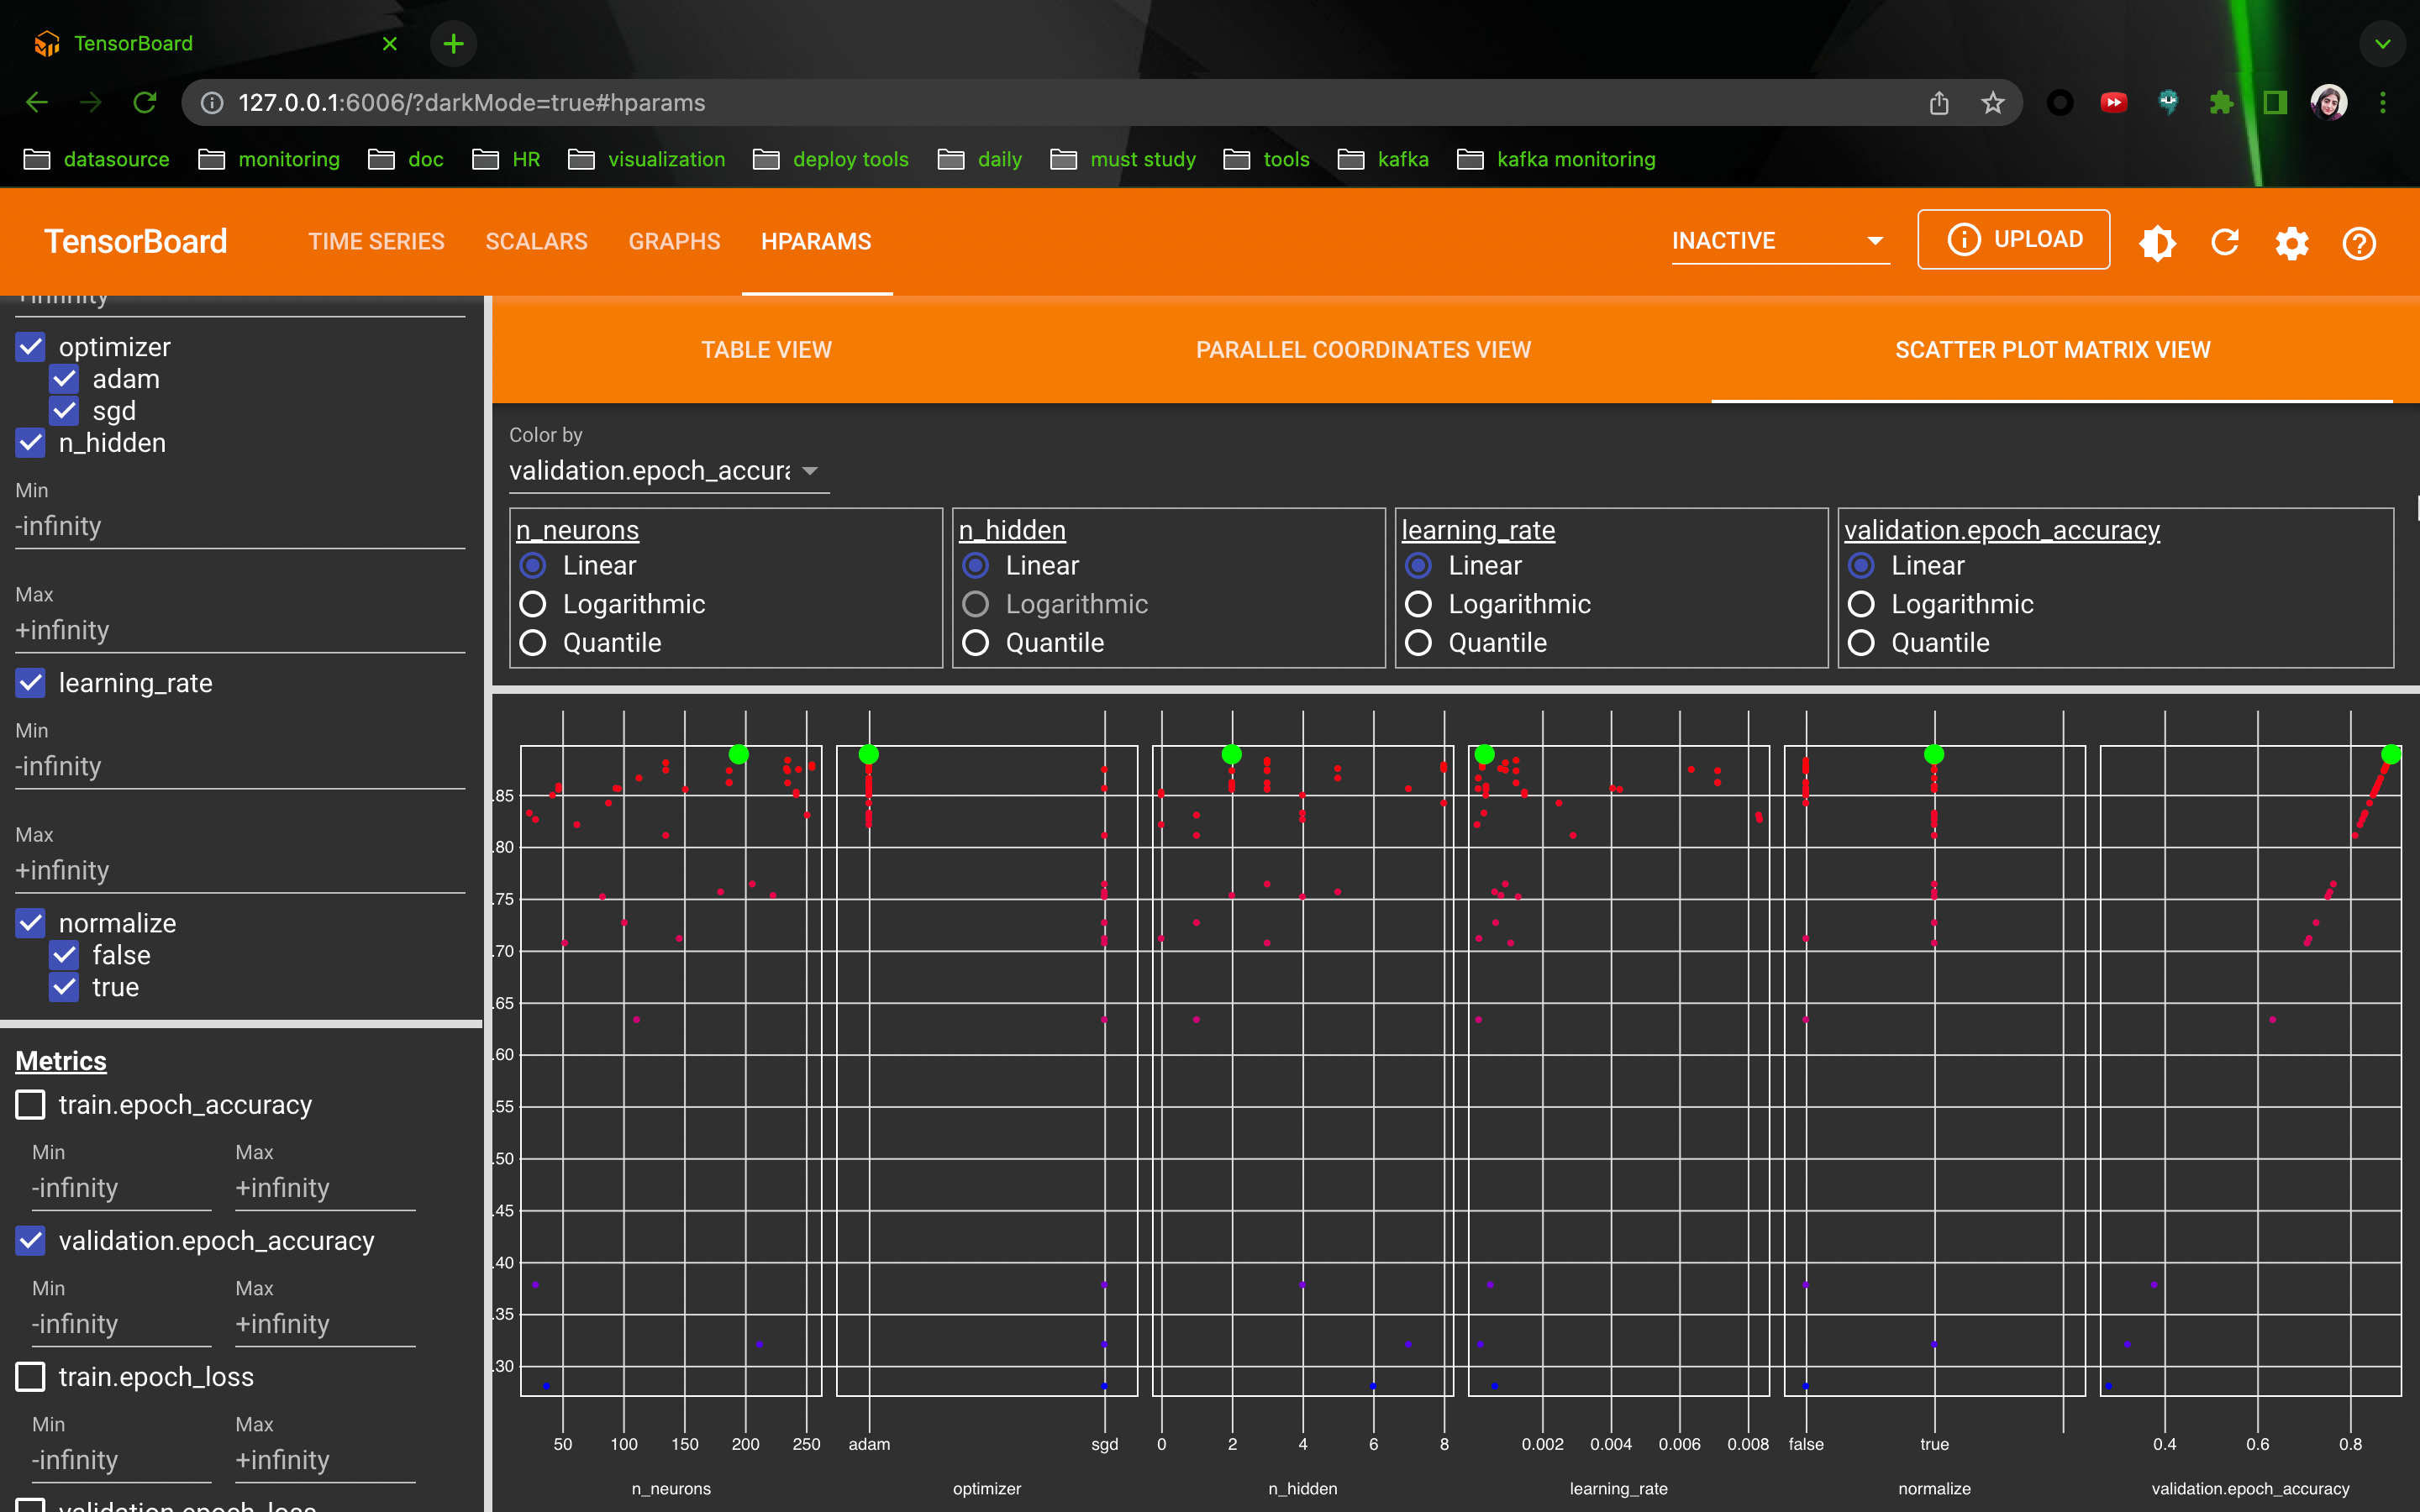 TensorBoard
127.0.0.1:6006/?darkMode=true#hparams
datasource monitoring doc HR visualization deploy tools daily must study tools kafka kafka monitoring
TensorBoard TIME SERIES SCALARS GRAPHS HPARAMS INACTIVE UPLOAD
+infinity
optimizer
adam
sgd
n_hidden
Min
-infinity
Max
+infinity
learning_rate
Min
-infinity
Max
+infinity
normalize
false
true
Metrics
train.epoch_accuracy
Min Max
-infinity +infinity
validation.epoch_accuracy
Min Max
-infinity +infinity
train.epoch_loss
Min Max
-infinity +infinity
validation.epoch_loss
TABLE VIEW PARALLEL COORDINATES VIEW SCATTER PLOT MATRIX VIEW
Color by
validation.epoch_accura
n_neurons
Linear
Logarithmic
Quantile
n_hidden
Linear
Logarithmic
Quantile
learning_rate
Linear
Logarithmic
Quantile
validation.epoch_accuracy
Linear
Logarithmic
Quantile
.85
.80
.75
.70
.65
.60
.55
.50
.45
.40
.35
.30
50 100 150 200 250 adam sgd 0 2 4 6 8 0.002 0.004 0.006 0.008 false true 0.4 0.6 0.8
n_neurons optimizer n_hidden learning_rate normalize validation.epoch_accuracy